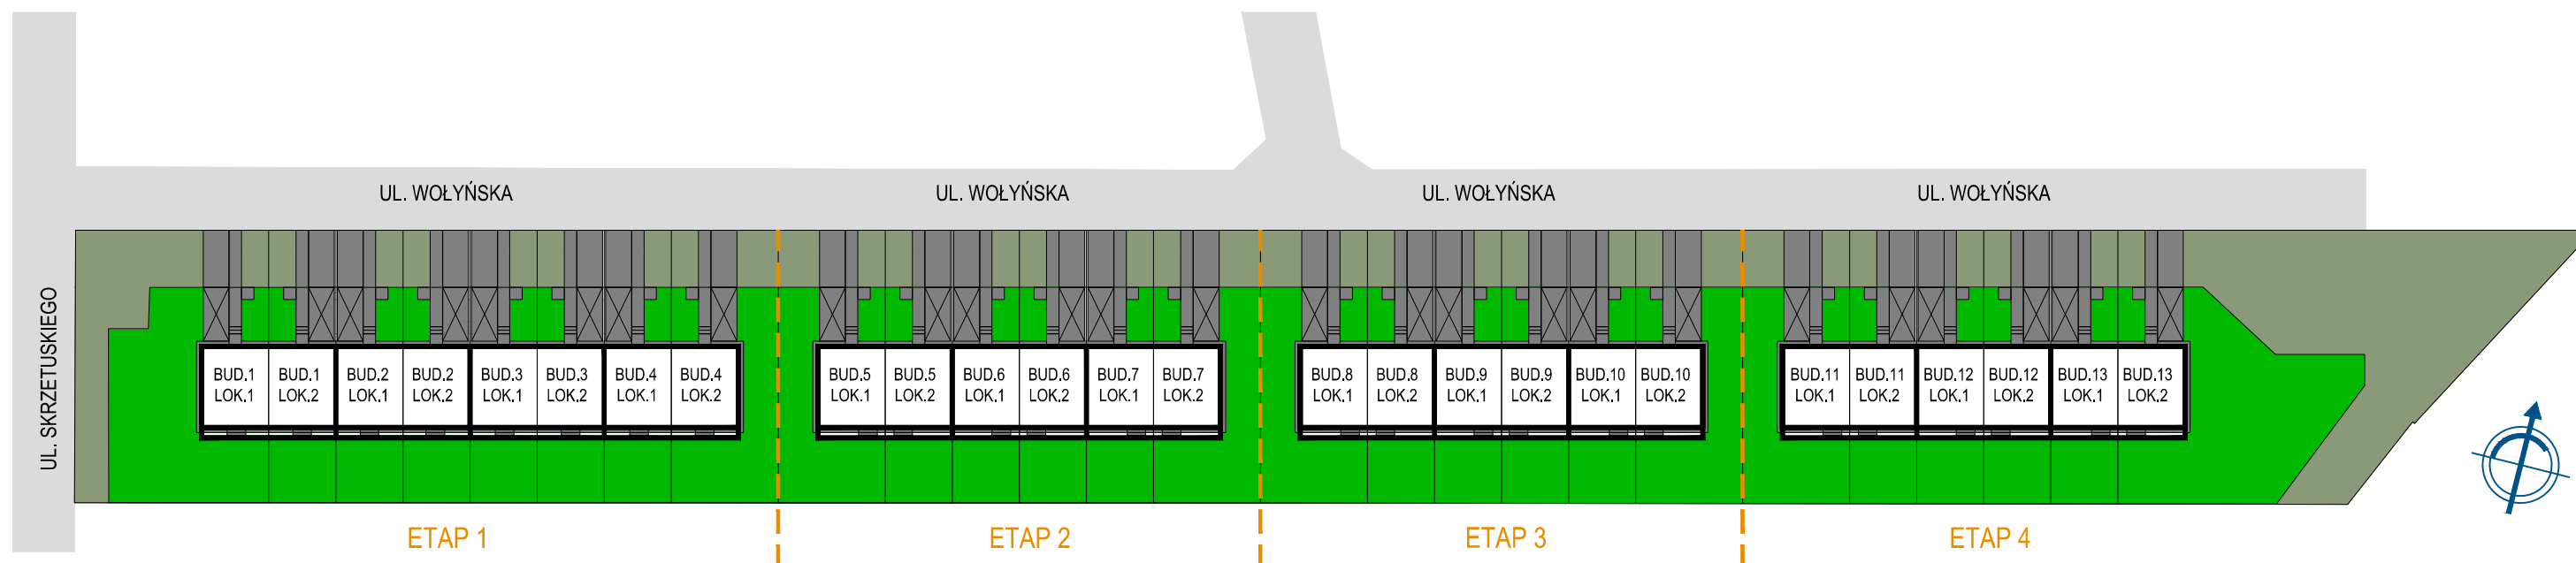 UL. WOŁYŃSKA
UL. WOŁYŃSKA
UL. WOŁYŃSKA
UL. WOŁYŃSKA
UL. SKRZETUSKIEGO
BUD.1
LOK.1
BUD.1
LOK.2
BUD.2
LOK.1
BUD.2
LOK.2
BUD.3
LOK.1
BUD.3
LOK.2
BUD.4
LOK.1
BUD.4
LOK.2
BUD.5
LOK.1
BUD.5
LOK.2
BUD.6
LOK.1
BUD.6
LOK.2
BUD.7
LOK.1
BUD.7
LOK.2
BUD.8
LOK.1
BUD.8
LOK.2
BUD.9
LOK.1
BUD.9
LOK.2
BUD.10
LOK.1
BUD.10
LOK.2
BUD.11
LOK.1
BUD.11
LOK.2
BUD.12
LOK.1
BUD.12
LOK.2
BUD.13
LOK.1
BUD.13
LOK.2
ETAP 1
ETAP 2
ETAP 3
ETAP 4